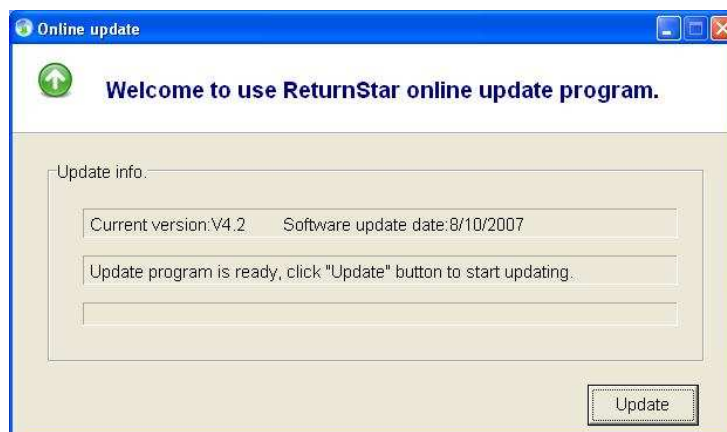 Online update
Welcome to use ReturnStar online update program.
Update info.
Current version:V4.2 Software update date:8/10/2007
Update program is ready, click "Update" button to start updating.
Update